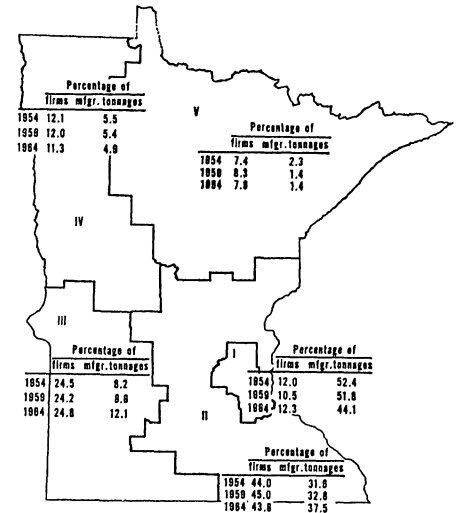 Percentage of
firms mfgr. tonnages
1954 12.1 5.5
1959 12.0 5.4
1964 11.3 4.9
V
Percentage of
firms mfgr. tonnages
1954 7.4 2.3
1959 8.3 1.4
1964 7.8 1.4
IV
III
Percentage of
firms mfgr. tonnages
1954 24.5 8.2
1959 24.2 8.6
1964 24.8 12.1
I
Percentage of
firms mfgr. tonnages
1954 12.0 52.4
1959 10.5 51.8
1964 12.3 44.1
II
Percentage of
firms mfgr. tonnages
1954 44.0 31.6
1959 45.0 32.8
1964 43.8 37.5